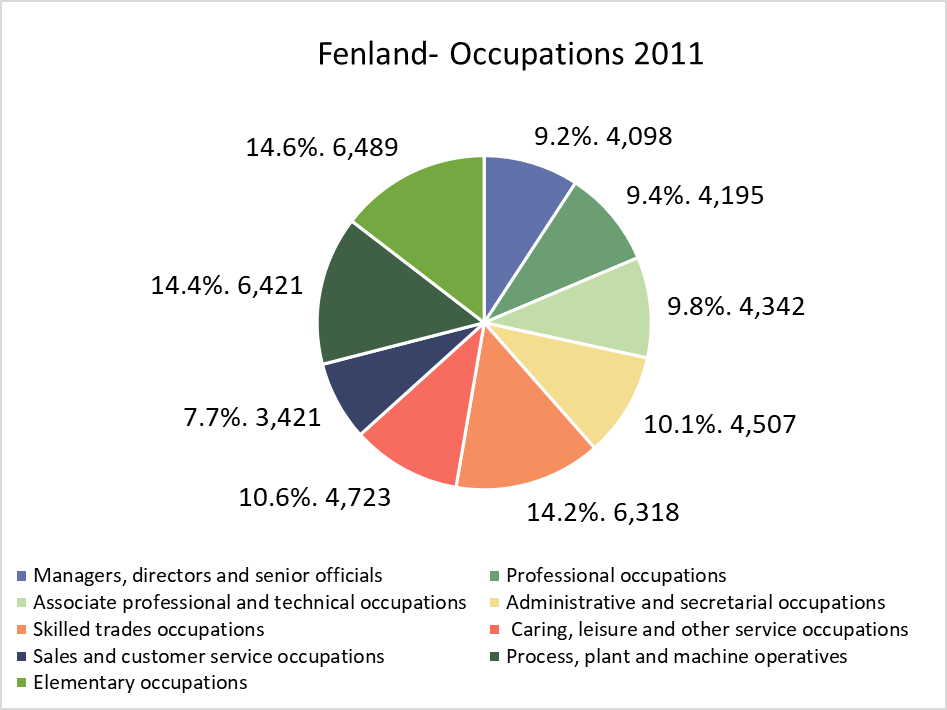 Fenland- Occupations 2011
9.2%. 4,098
14.6%. 6,489
9.4%. 4,195
14.4%. 6,421
9.8%. 4,342
7.7%. 3,421
10.1%. 4,507
10.6%. 4,723
14.2%. 6,318
Managers, directors and senior officials
Professional occupations
Associate professional and technical occupations
Administrative and secretarial occupations
Skilled trades occupations
Caring, leisure and other service occupations
Sales and customer service occupations
Process, plant and machine operatives
Elementary occupations